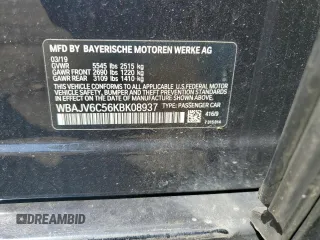 MFD BY BAYERISCHE MOTOREN WERKE AG
03/19
GVWR 5545 lbs 2515 kg
GAWR FRONT 2690 lbs 1220 kg
GAWR REAR 3109 lbs 1410 kg
THIS VEHICLE CONFORMS TO ALL APPLICABLE FEDERAL
MOTOR VEHICLE SAFETY, BUMPER, AND THEFT PREVENTION
STANDARDS IN EFFECT ON THE DATE OF MANUFACTURE SHOWN ABOVE.
WBAJV6C56KBK08937 TYPE: PASSENGER CAR
416/9
DREAMBID